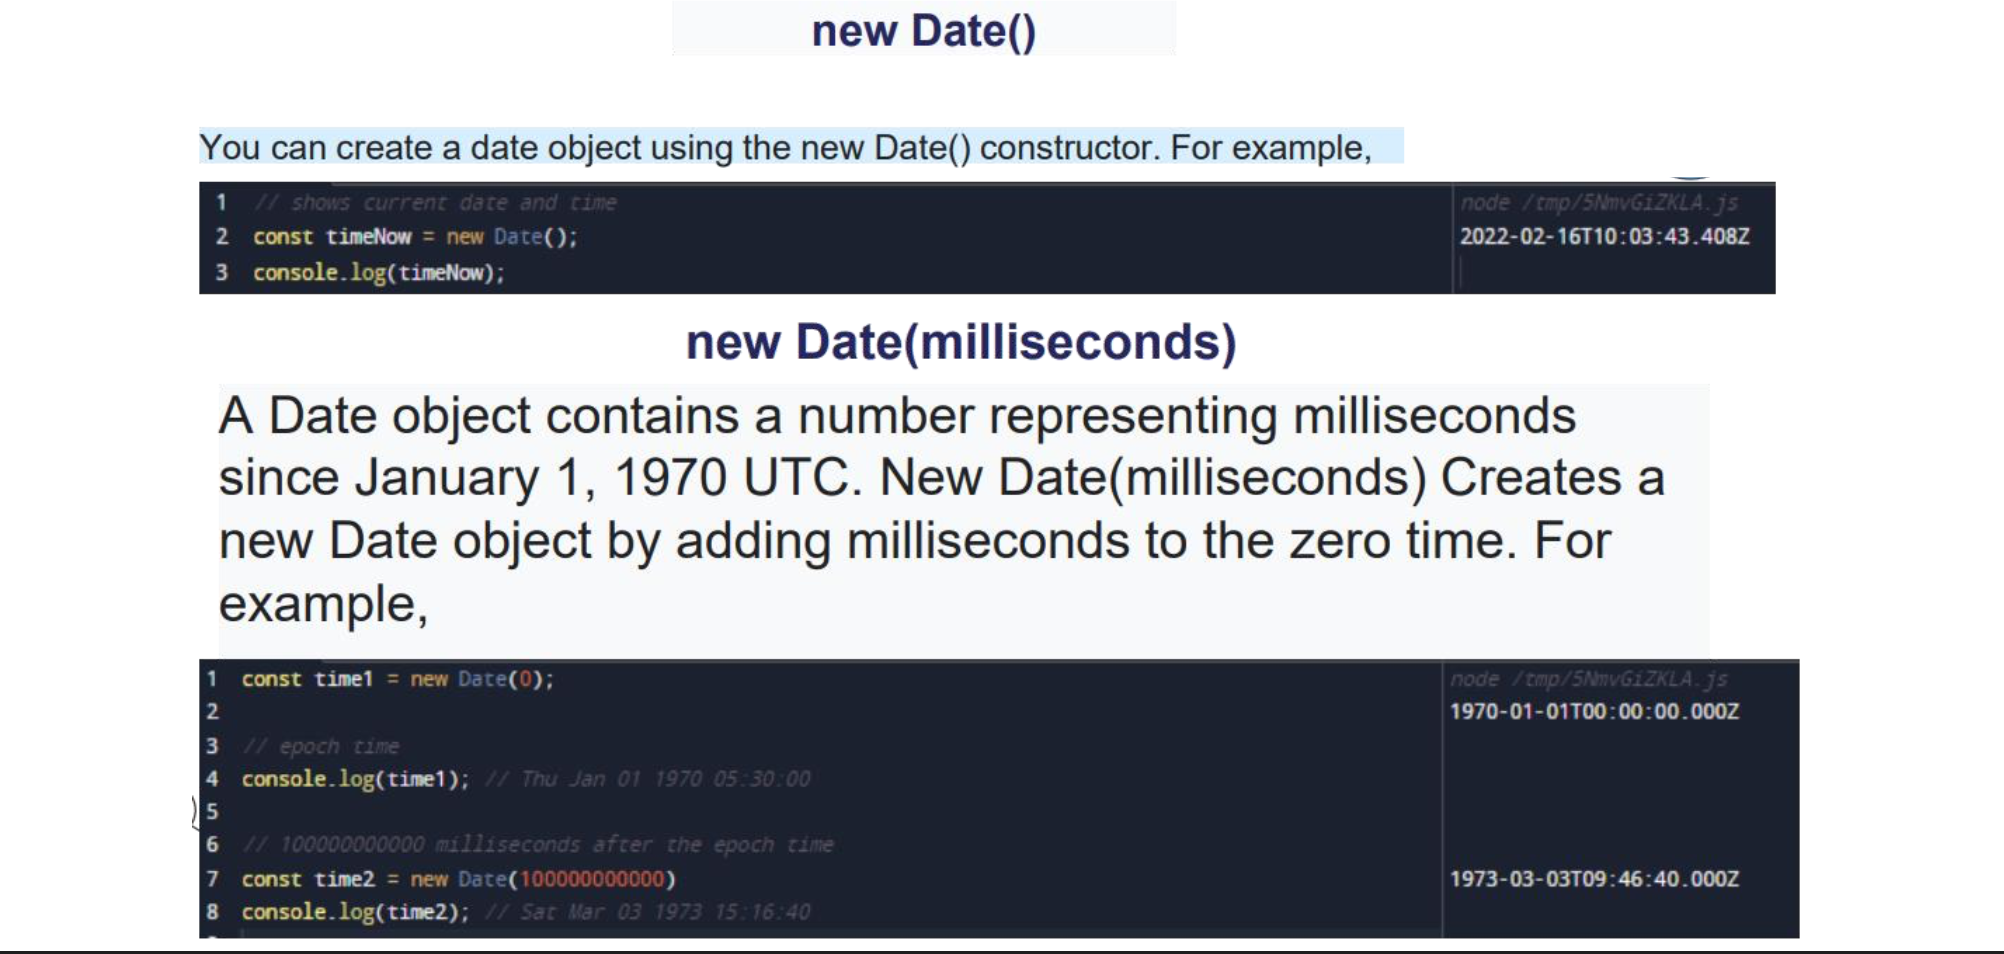 new Date()
You can create a date object using the new Date() constructor. For example,
1 // shows current date and time
node /tmp/5NmvGiZKLA.js
2 const timeNow = new Date();
2022-02-16T10:03:43.408Z
3 console.log(timeNow);
new Date(milliseconds)
A Date object contains a number representing milliseconds
since January 1, 1970 UTC. New Date(milliseconds) Creates a
new Date object by adding milliseconds to the zero time. For
example,
1 const time1 = new Date(0);
node /tmp/5NmvGiZKLA.js
2
1970-01-01T00:00:00.000Z
3 // epoch time
4 console.log(time1); // Thu Jan 01 1970 05:30:00
5
6 // 100000000000 milliseconds after the epoch time
7 const time2 = new Date(100000000000)
1973-03-03T09:46:40.000Z
8 console.log(time2); // Sat Mar 03 1973 15:16:40